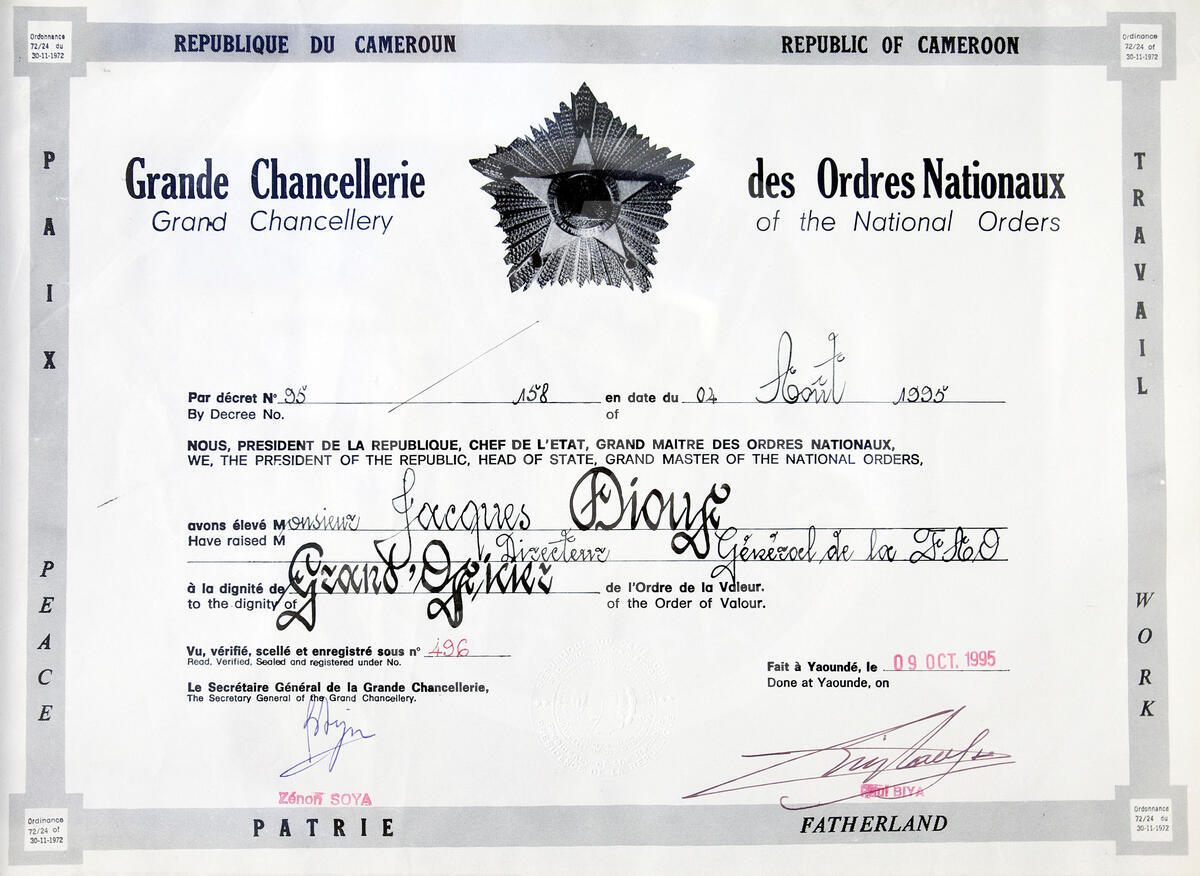 Ordonnance
72/24 du
30-11-1972
REPUBLIQUE DU CAMEROUN
REPUBLIC OF CAMEROON
Ordinance
72/24 of
30-11-1972
PAIX
TRAVAIL
Grande Chancellerie
des Ordres Nationaux
Grand Chancellery
of the National Orders
Par décret N° 95 158 en date du 04 Août 1995
By Decree No. of
NOUS, PRESIDENT DE LA REPUBLIQUE, CHEF DE L'ETAT, GRAND MAITRE DES ORDRES NATIONAUX,
WE, THE PRESIDENT OF THE REPUBLIC, HEAD OF STATE, GRAND MASTER OF THE NATIONAL ORDERS,
avons élevé Monsieur Jacques Diouf
Have raised M Directeur Général de la FAO
à la dignité de Grand'Officier de l'Ordre de la Valeur.
to the dignity of of the Order of Valour.
PEACE
WORK
Vu, vérifié, scellé et enregistré sous n° 496
Read, Verified, Sealed and registered under No.
Fait à Yaoundé, le 09 OCT. 1995
Done at Yaounde, on
Le Secrétaire Général de la Grande Chancellerie,
The Secretary General of the Grand Chancellery.
Zénon SOYA
Paul BIYA
Ordinance
72/24 of
30-11-1972
PATRIE
FATHERLAND
Ordonnance
72/24 du
30-11-1972